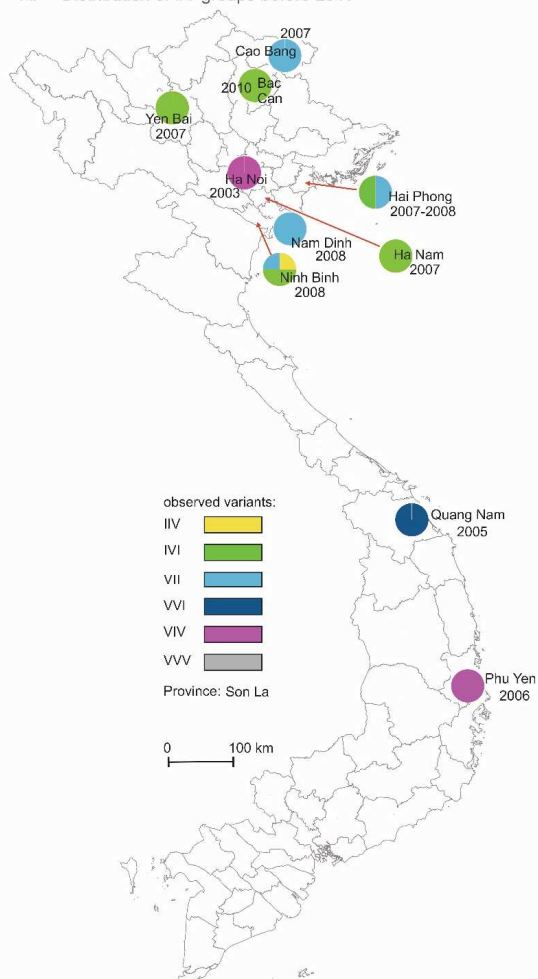 2007
Cao Bang
2010 Bac
Can
Yen Bai
2007
Ha Noi
2003
Hai Phong
2007-2008
Nam Dinh
2008
Ha Nam
2007
Ninh Binh
2008
observed variants:
IIV
IVI
VII
VVI
VIV
VVV
Province: Son La
Quang Nam
2005
Phu Yen
2006
0 100 km